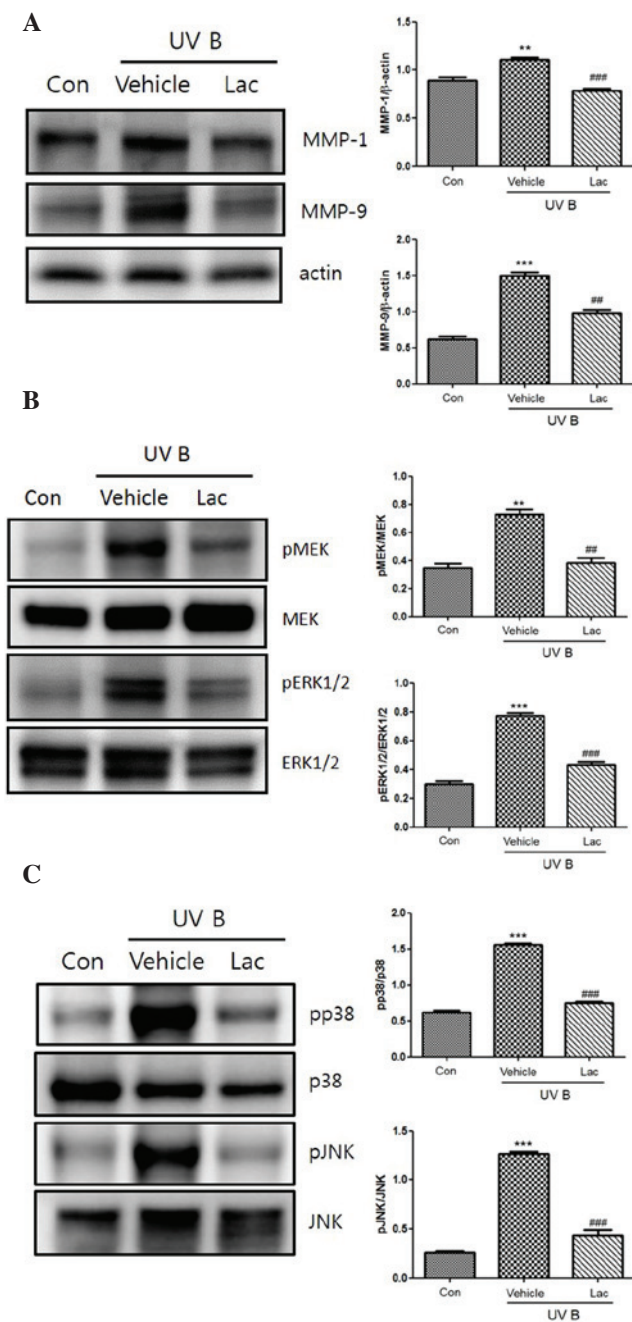 A
UV B
Con Vehicle Lac
MMP-1
MMP-9
actin
MMP-1/β-actin
1.5
1.0
0.5
0.0
** ###
Con Vehicle Lac
UV B
MMP-9/β-actin
2.0
1.5
1.0
0.5
0.0
*** ##
Con Vehicle Lac
UV B
B
UV B
Con Vehicle Lac
pMEK
MEK
pERK1/2
ERK1/2
pMEK/MEK
0.8
0.6
0.4
0.2
0.0
** ##
Con Vehicle Lac
UV B
pERK1/2/ERK1/2
1.0
0.8
0.6
0.4
0.2
0.0
*** ###
Con Vehicle Lac
UV B
C
UV B
Con Vehicle Lac
pp38
p38
pJNK
JNK
pp38/p38
2.0
1.5
1.0
0.5
0.0
*** ###
Con Vehicle Lac
UV B
pJNK/JNK
1.5
1.0
0.5
0.0
*** ###
Con Vehicle Lac
UV B